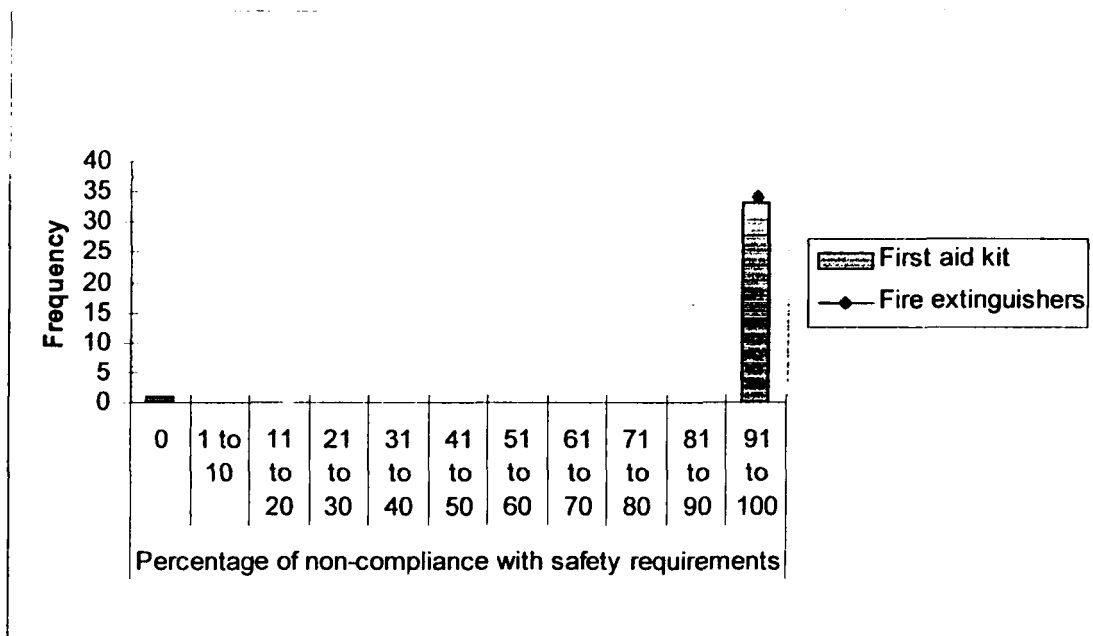 40
35
30
25
20
15
10
5
0
Frequency
0
1 to 10
11 to 20
21 to 30
31 to 40
41 to 50
51 to 60
61 to 70
71 to 80
81 to 90
91 to 100
Percentage of non-compliance with safety requirements
First aid kit
Fire extinguishers